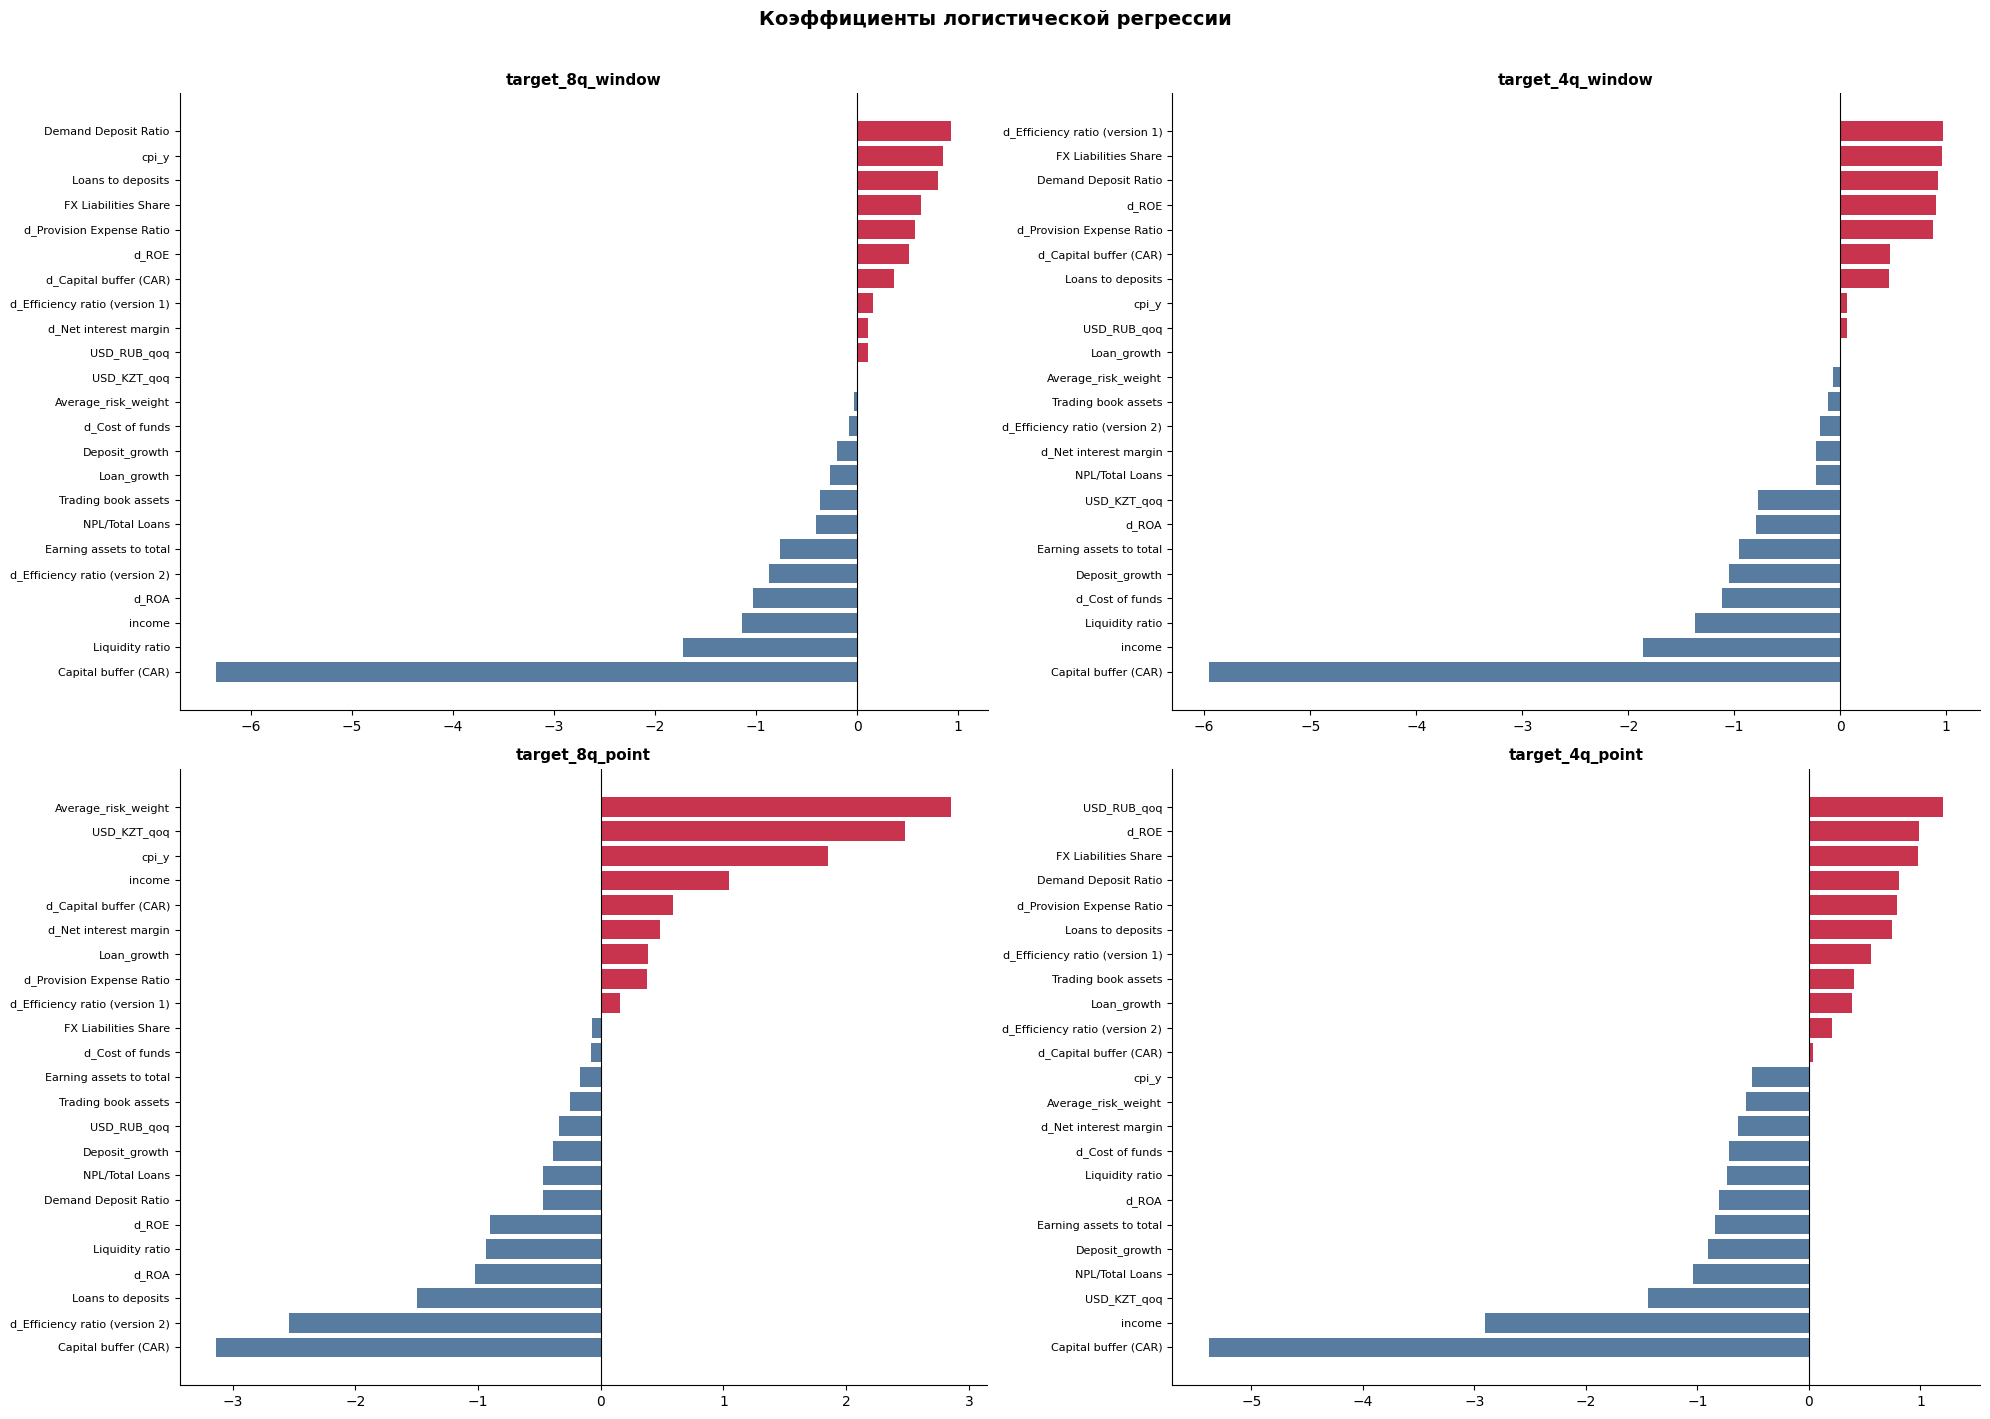 Коэффициенты логистической регрессии
target_8q_window
Demand Deposit Ratio
cpi_y
Loans to deposits
FX Liabilities Share
d_Provision Expense Ratio
d_ROE
d_Capital buffer (CAR)
d_Efficiency ratio (version 1)
d_Net interest margin
USD_RUB_qoq
USD_KZT_qoq
Average_risk_weight
d_Cost of funds
Deposit_growth
Loan_growth
Trading book assets
NPL/Total Loans
Earning assets to total
d_Efficiency ratio (version 2)
d_ROA
income
Liquidity ratio
Capital buffer (CAR)
−6 −5 −4 −3 −2 −1 0 1
target_4q_window
d_Efficiency ratio (version 1)
FX Liabilities Share
Demand Deposit Ratio
d_ROE
d_Provision Expense Ratio
d_Capital buffer (CAR)
Loans to deposits
cpi_y
USD_RUB_qoq
Loan_growth
Average_risk_weight
Trading book assets
d_Efficiency ratio (version 2)
d_Net interest margin
NPL/Total Loans
USD_KZT_qoq
d_ROA
Earning assets to total
Deposit_growth
d_Cost of funds
Liquidity ratio
income
Capital buffer (CAR)
−6 −5 −4 −3 −2 −1 0 1
target_8q_point
Average_risk_weight
USD_KZT_qoq
cpi_y
income
d_Capital buffer (CAR)
d_Net interest margin
Loan_growth
d_Provision Expense Ratio
d_Efficiency ratio (version 1)
FX Liabilities Share
d_Cost of funds
Earning assets to total
Trading book assets
USD_RUB_qoq
Deposit_growth
NPL/Total Loans
Demand Deposit Ratio
d_ROE
Liquidity ratio
d_ROA
Loans to deposits
d_Efficiency ratio (version 2)
Capital buffer (CAR)
−3 −2 −1 0 1 2 3
target_4q_point
USD_RUB_qoq
d_ROE
FX Liabilities Share
Demand Deposit Ratio
d_Provision Expense Ratio
Loans to deposits
d_Efficiency ratio (version 1)
Trading book assets
Loan_growth
d_Efficiency ratio (version 2)
d_Capital buffer (CAR)
cpi_y
Average_risk_weight
d_Net interest margin
d_Cost of funds
Liquidity ratio
d_ROA
Earning assets to total
Deposit_growth
NPL/Total Loans
USD_KZT_qoq
income
Capital buffer (CAR)
−5 −4 −3 −2 −1 0 1